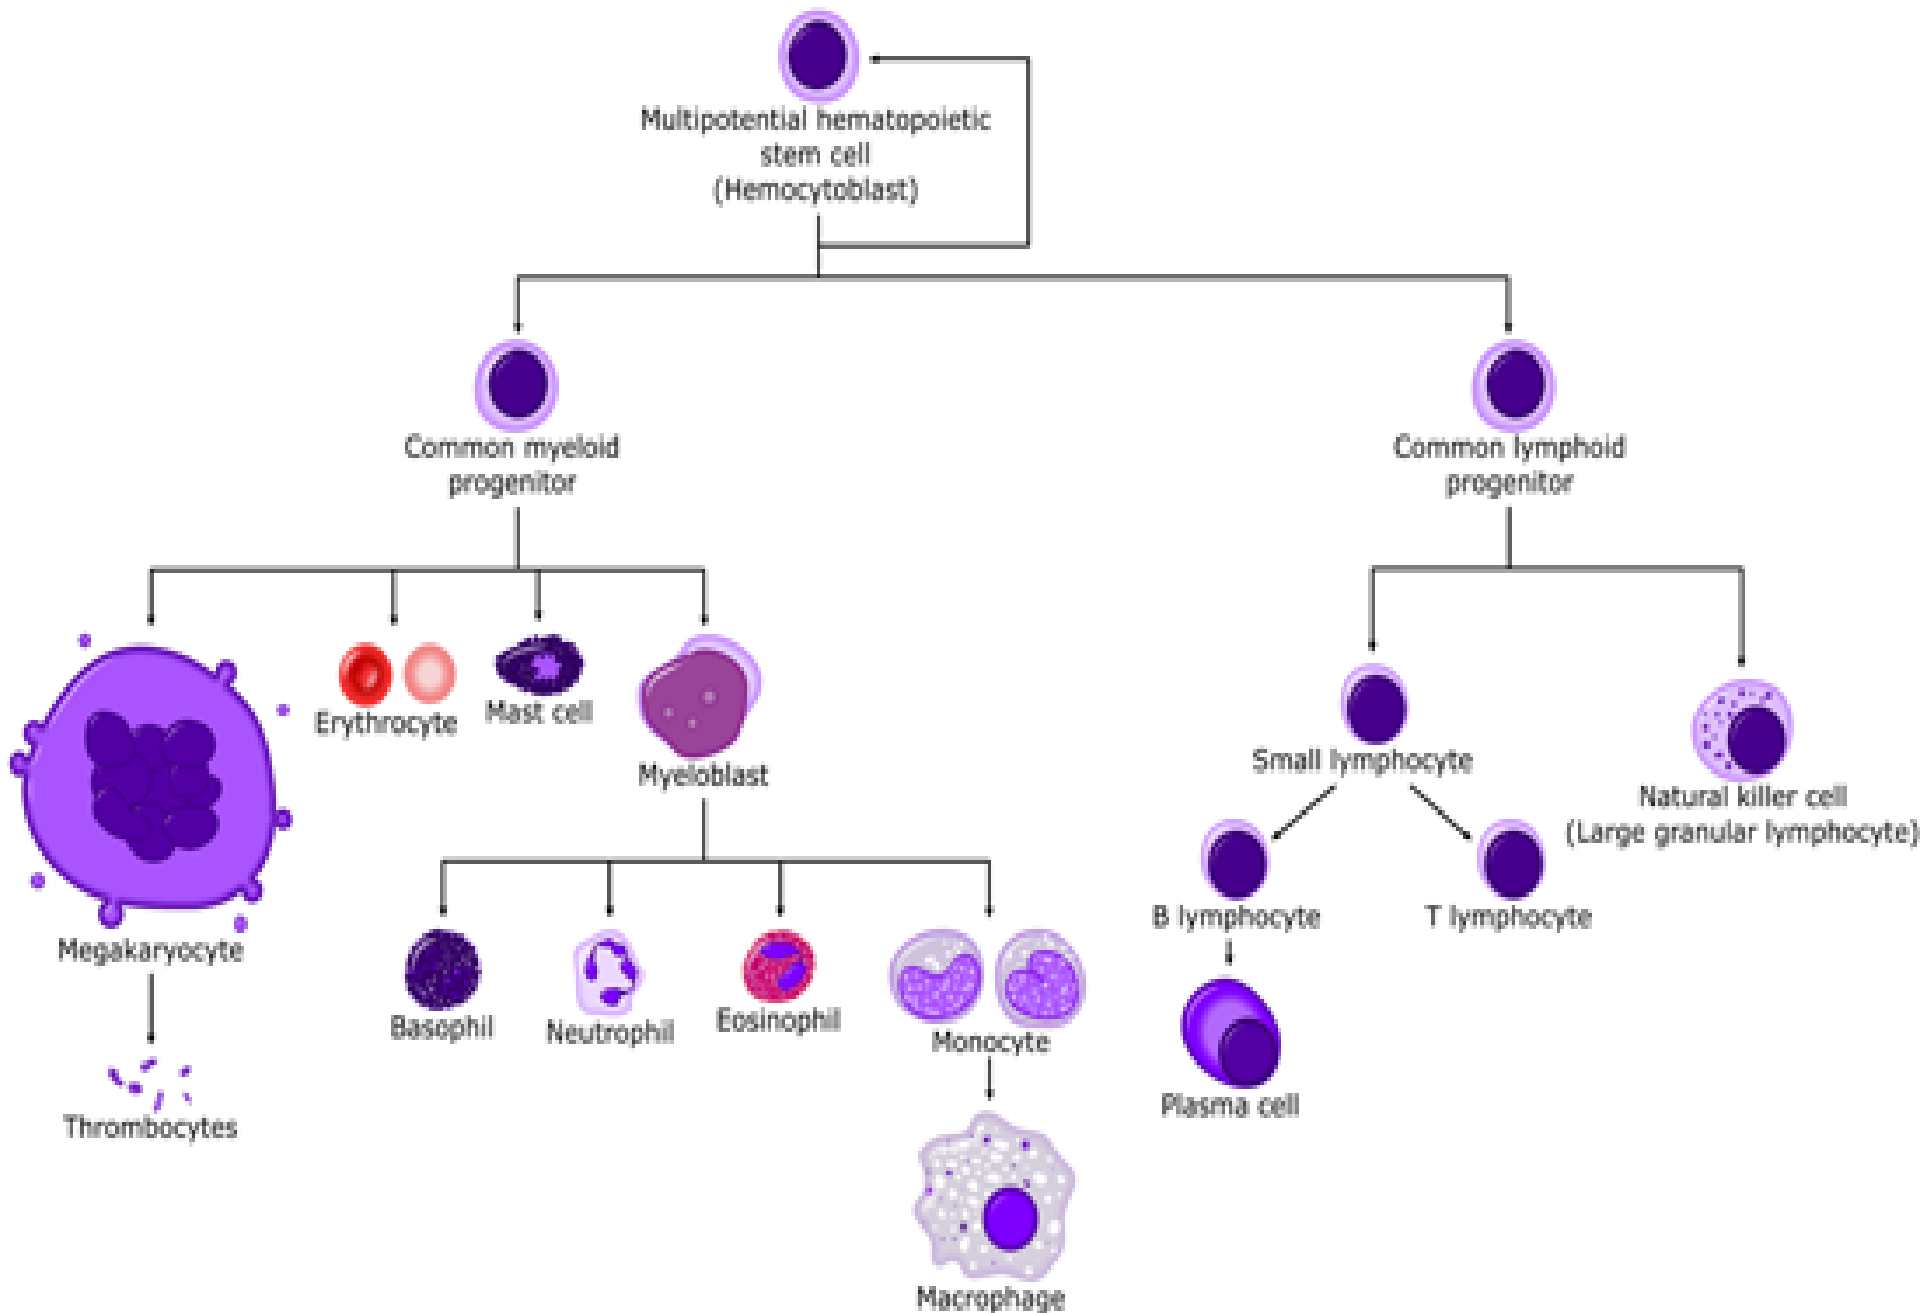 Multipotential hematopoietic
stem cell
(Hemocytoblast)
Common myeloid
progenitor
Common lymphoid
progenitor
Erythrocyte
Mast cell
Myeloblast
Small lymphocyte
Natural killer cell
(Large granular lymphocyte)
B lymphocyte
T lymphocyte
Megakaryocyte
Basophil
Neutrophil
Eosinophil
Monocyte
Plasma cell
Thrombocytes
Macrophage